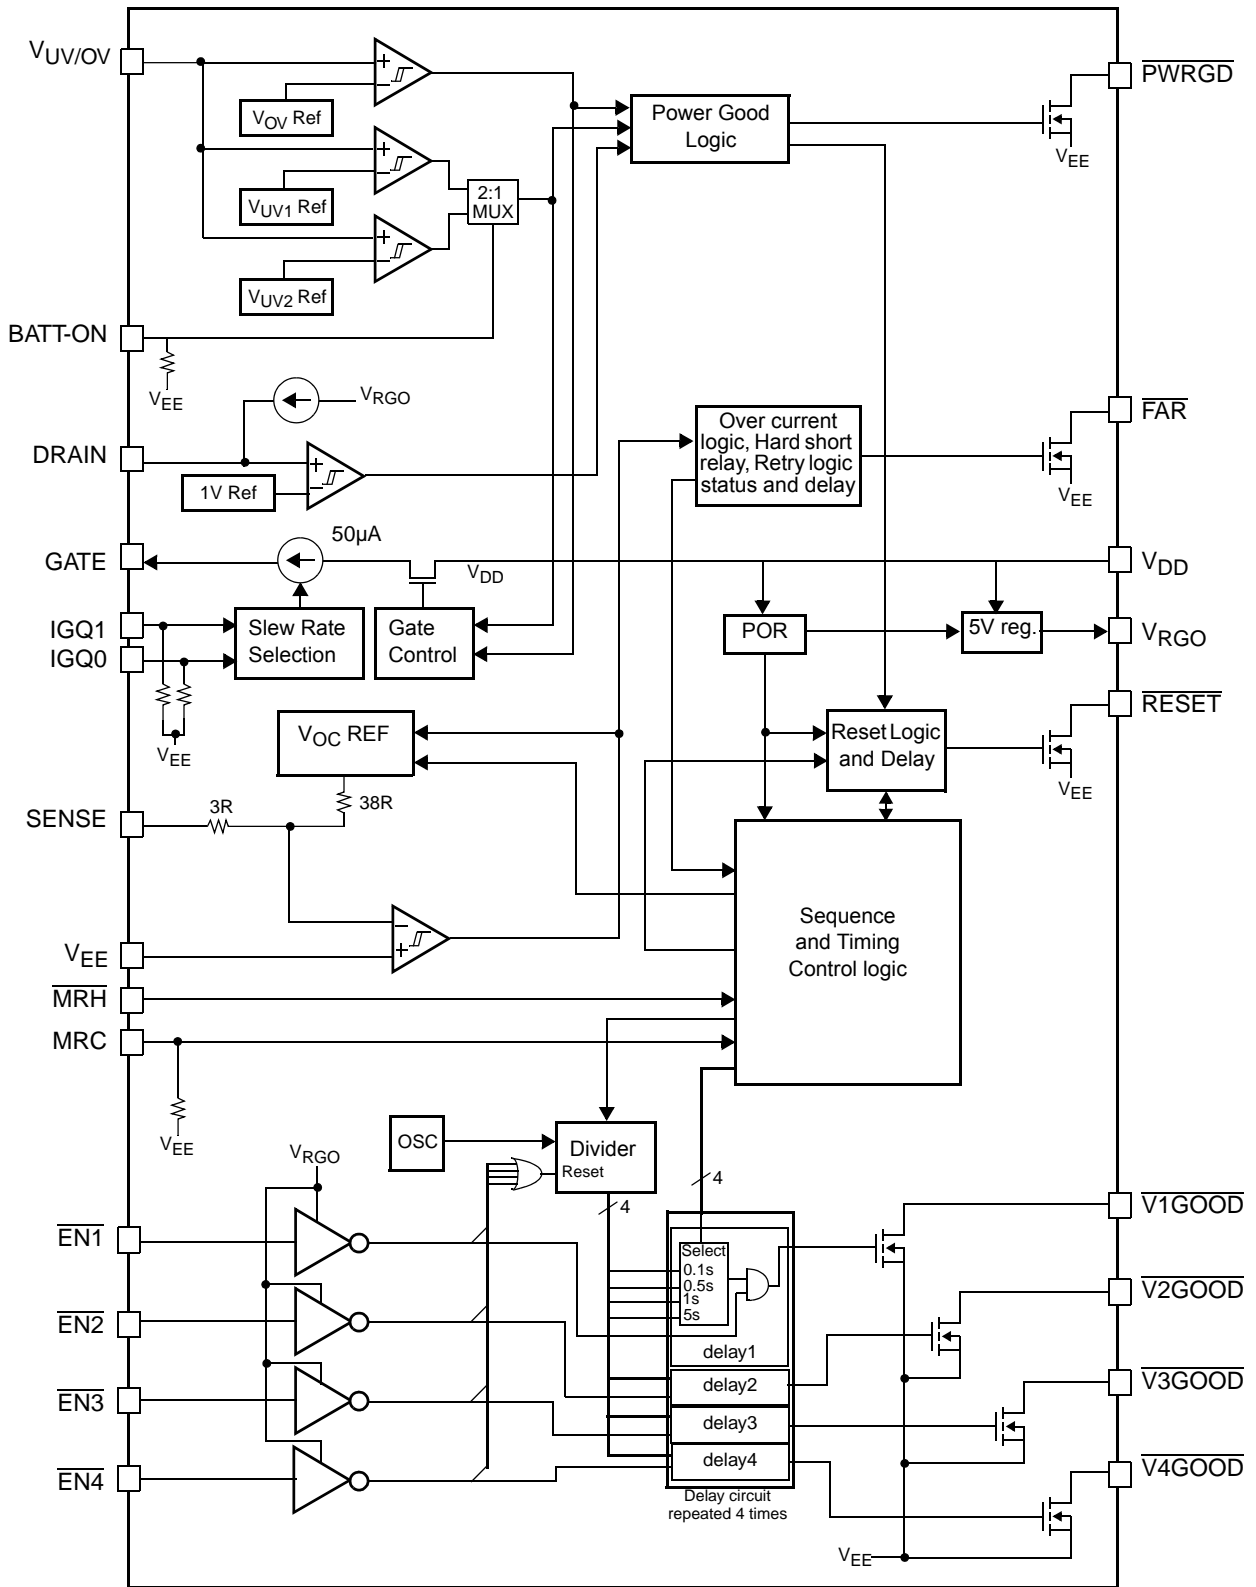 VUV/OV
PWRGD
VOV Ref
Power Good
Logic
VEE
VUV1 Ref
2:1
MUX
VUV2 Ref
BATT-ON
VEE
VRGO
FAR
Over current
logic, Hard short
relay, Retry logic
status and delay
DRAIN
1V Ref
VEE
50µA
GATE
VDD
VDD
IGQ1
IGQ0
Slew Rate
Selection
Gate
Control
POR
5V reg.
VRGO
VEE
VOC REF
RESET
Reset Logic
and Delay
VEE
38R
3R
SENSE
Sequence
and Timing
Control logic
VEE
MRH
MRC
VEE
OSC
Divider
Reset
VRGO
4
4
EN1
V1GOOD
Select
0.1s
0.5s
1s
5s
delay1
V2GOOD
EN2
delay2
V3GOOD
EN3
delay3
delay4
EN4
V4GOOD
Delay circuit
repeated 4 times
VEE